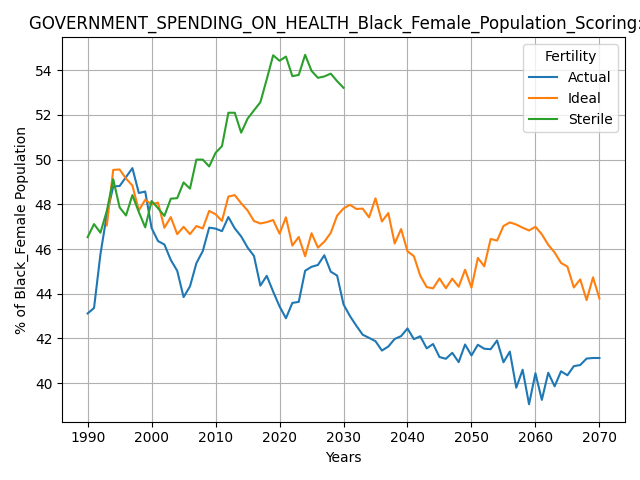 GOVERNMENT_SPENDING_ON_HEALTH_Black_Female_Population_Scoring:
Fertility
Actual
Ideal
Sterile
% of Black_Female Population
54
52
50
48
46
44
42
40
1990 2000 2010 2020 2030 2040 2050 2060 2070
Years